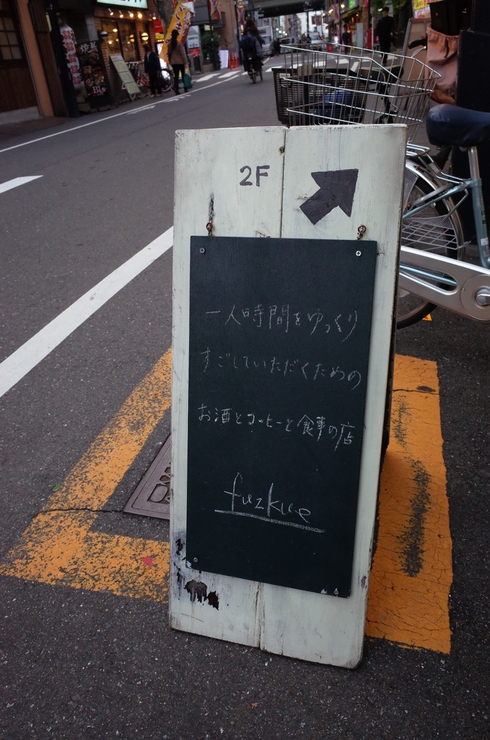 2F
一人時間をゆっくり
すごしていただくための
お酒とコーヒーと食事の店
fuzkue